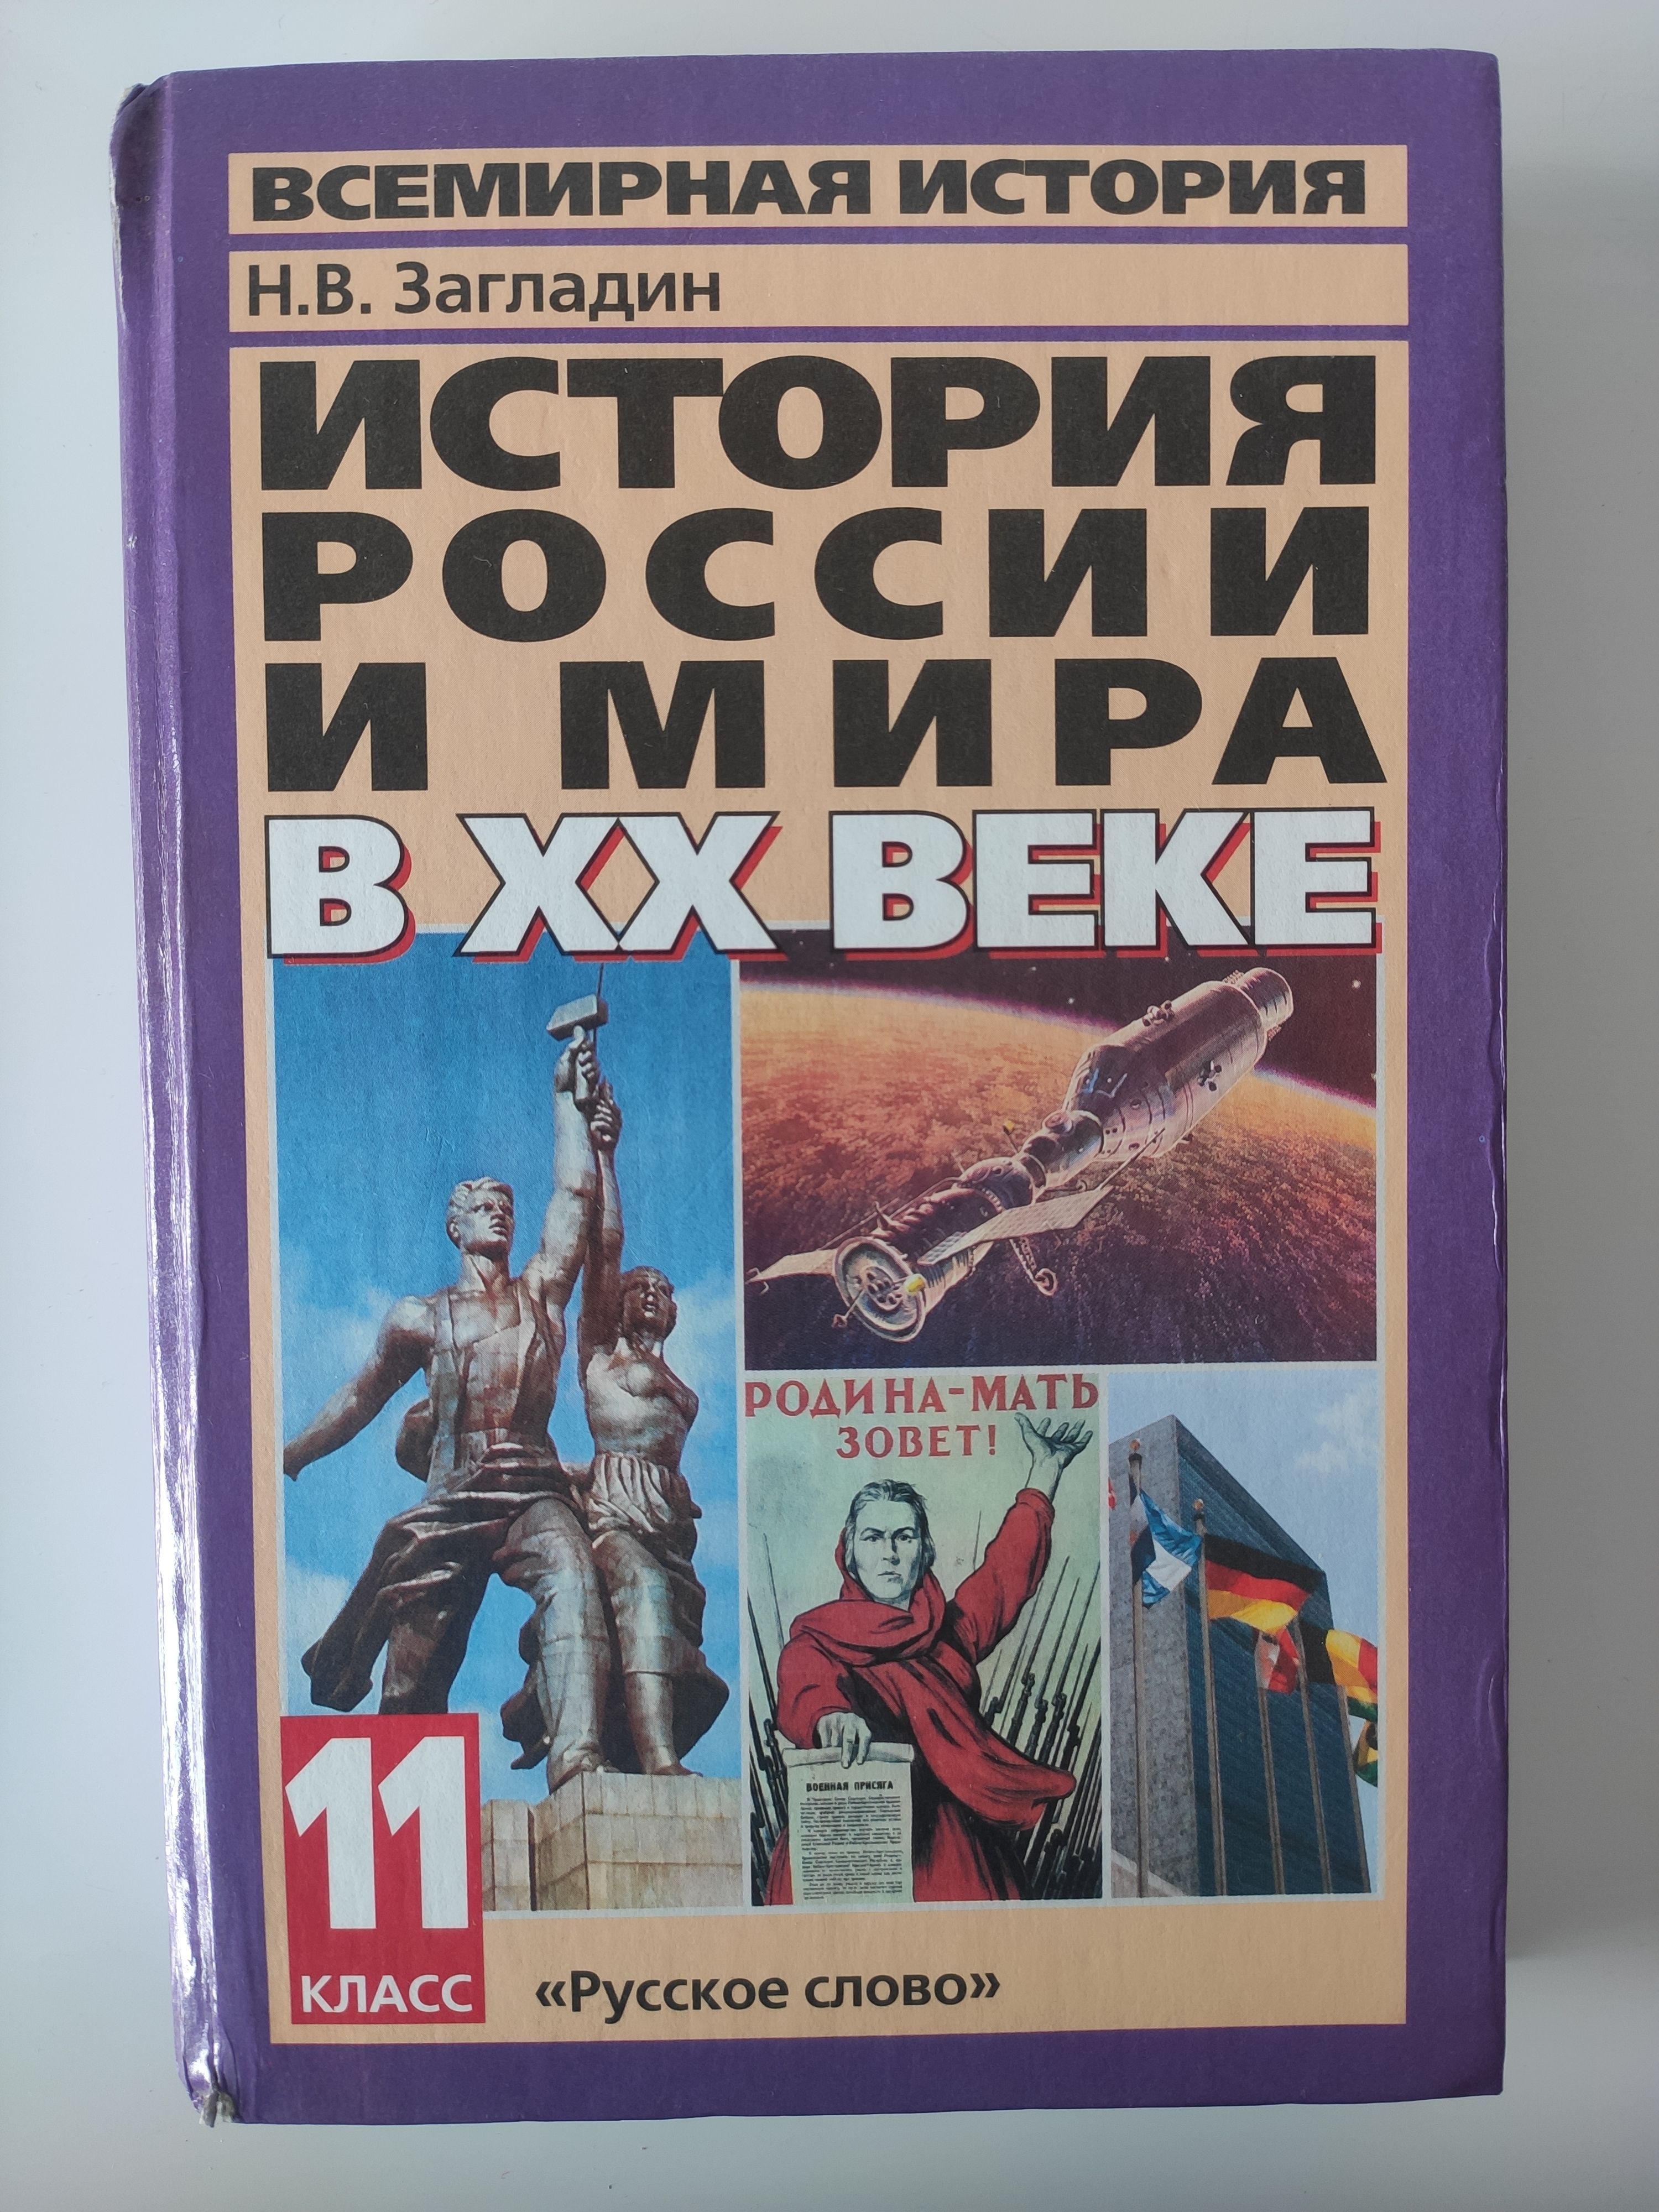 ВСЕМИРНАЯ ИСТОРИЯ
Н.В. Загладин
ИСТОРИЯ
РОССИИ
И МИРА
В XX ВЕКЕ
РОДИНА-МАТЬ
ЗОВЕТ!
ВОЕННАЯ ПРИСЯГА
11
КЛАСС
«Русское слово»